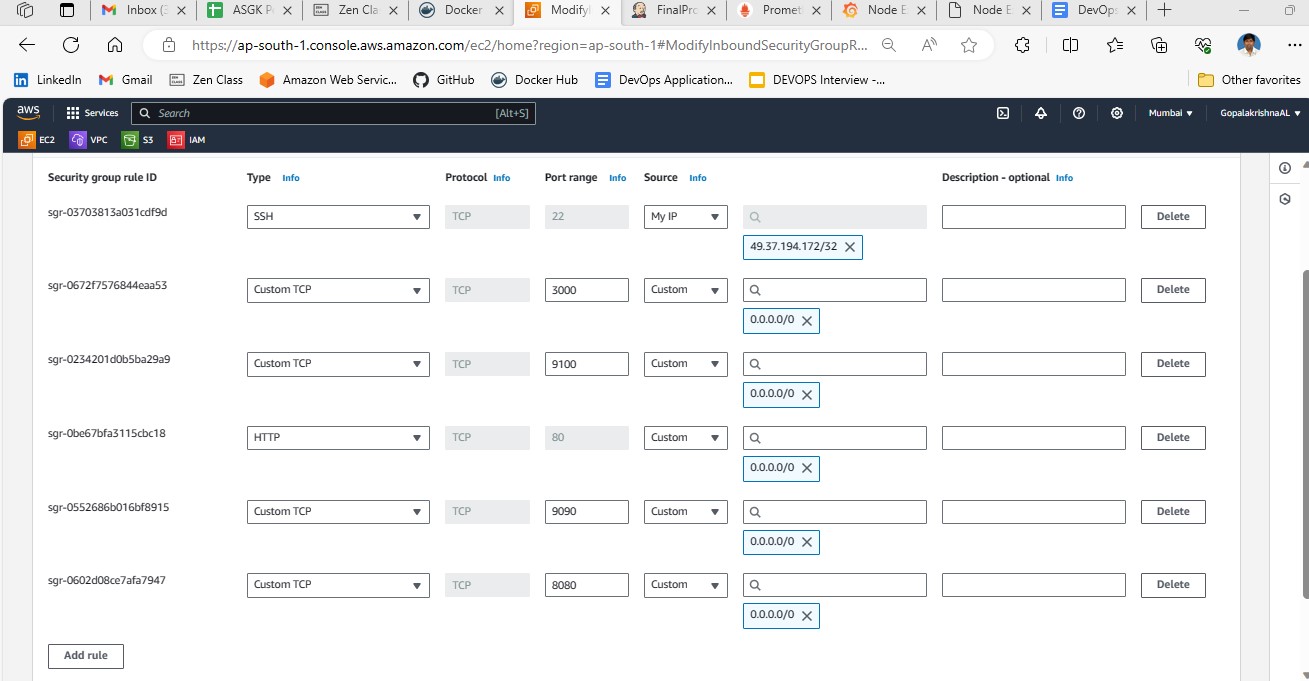 Inbox (3
ASGK P
Zen Cla
Docker
Modify
FinalPro
Promet
Node E
Node E
DevOp
https://ap-south-1.console.aws.amazon.com/ec2/home?region=ap-south-1#ModifyInboundSecurityGroupR...
LinkedIn
Gmail
Zen Class
Amazon Web Servic...
GitHub
Docker Hub
DevOps Application...
DEVOPS Interview -...
Other favorites
aws
Services
Search
[Alt+S]
Mumbai
GopalakrishnaAL
EC2
VPC
S3
IAM
Security group rule ID
Type Info
Protocol Info
Port range Info
Source Info
Description - optional Info
sgr-03703813a031cdf9d
SSH
TCP
22
My IP
Delete
49.37.194.172/32
sgr-0672f7576844eaa53
Custom TCP
TCP
3000
Custom
Delete
0.0.0.0/0
sgr-0234201d0b5ba29a9
Custom TCP
TCP
9100
Custom
Delete
0.0.0.0/0
sgr-0be67bfa3115cbc18
HTTP
TCP
80
Custom
Delete
0.0.0.0/0
sgr-0552686b016bf8915
Custom TCP
TCP
9090
Custom
Delete
0.0.0.0/0
sgr-0602d08ce7afa7947
Custom TCP
TCP
8080
Custom
Delete
0.0.0.0/0
Add rule